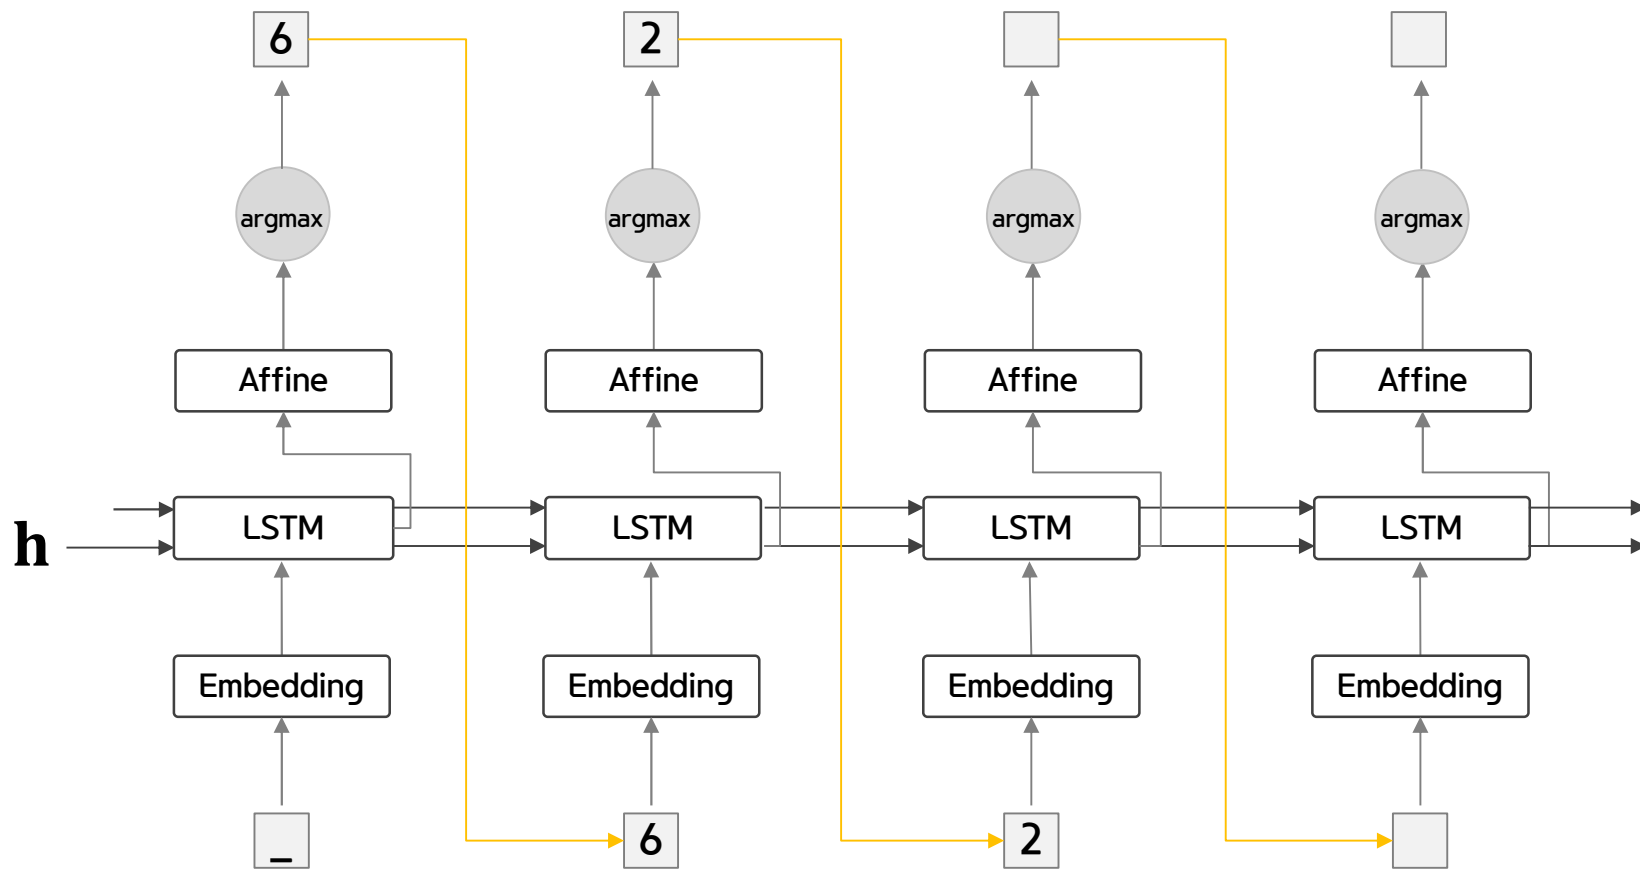 6 2
argmax argmax argmax argmax
Affine Affine Affine Affine
h LSTM LSTM LSTM LSTM
Embedding Embedding Embedding Embedding
_ 6 2